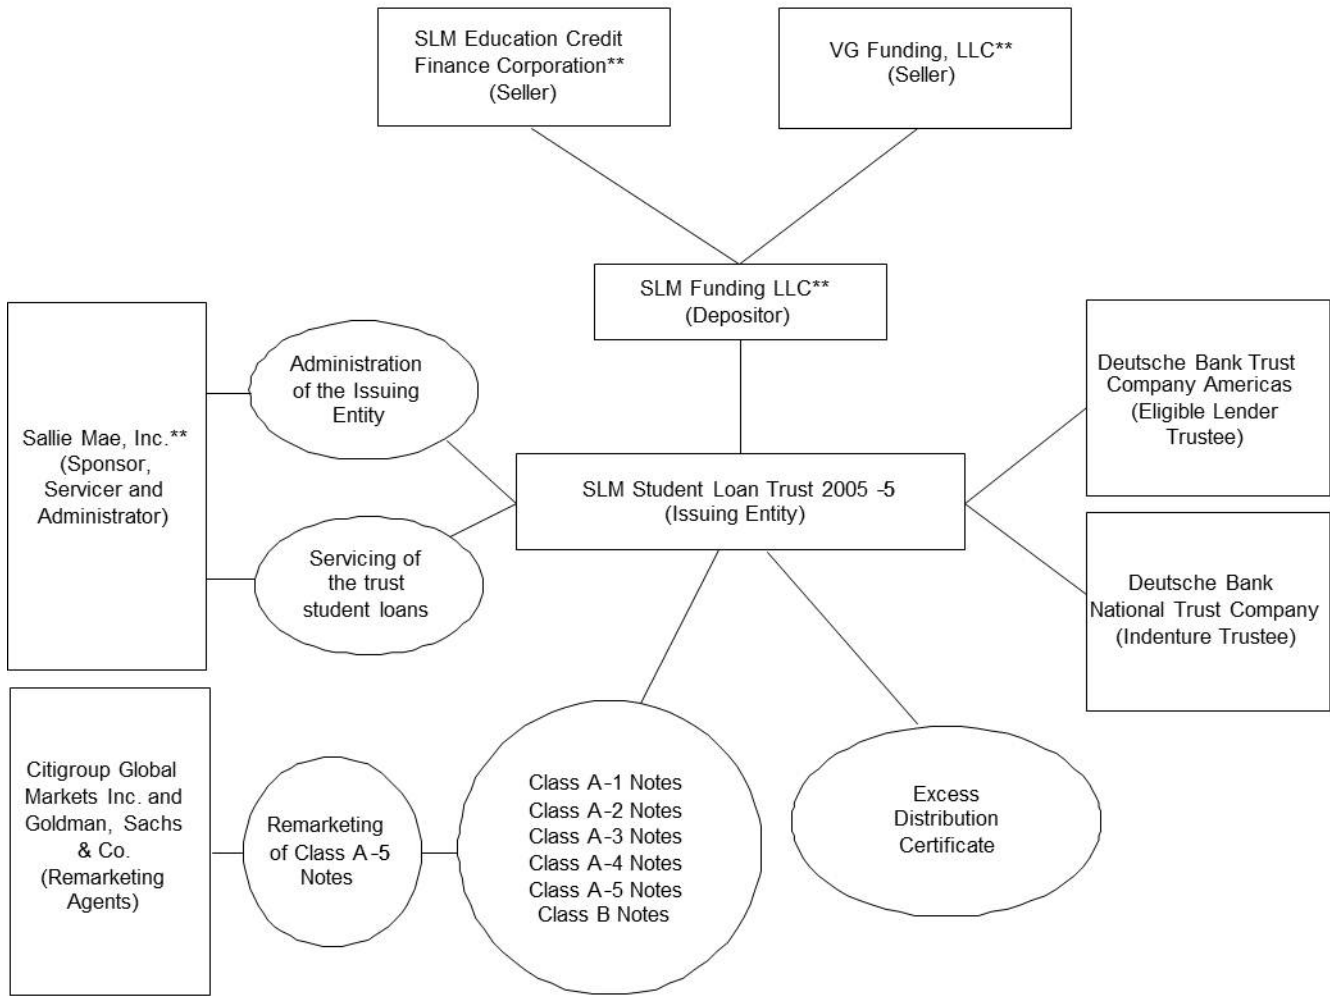 SLM Education Credit
Finance Corporation**
(Seller)
VG Funding, LLC**
(Seller)
SLM Funding LLC**
(Depositor)
Administration
of the Issuing
Entity
Deutsche Bank Trust
Company Americas
(Eligible Lender
Trustee)
Sallie Mae, Inc.**
(Sponsor,
Servicer and
Administrator)
SLM Student Loan Trust 2005 -5
(Issuing Entity)
Servicing of
the trust
student loans
Deutsche Bank
National Trust Company
(Indenture Trustee)
Citigroup Global
Markets Inc. and
Goldman, Sachs
& Co.
(Remarketing
Agents)
Remarketing
of Class A-5
Notes
Class A-1 Notes
Class A-2 Notes
Class A-3 Notes
Class A-4 Notes
Class A-5 Notes
Class B Notes
Excess
Distribution
Certificate